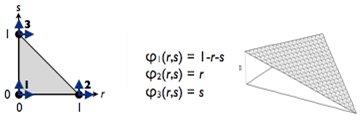 s
3
1
1
2
0
r
0
1
φ₁(r,s) = 1-r-s
φ₂(r,s) = r
φ₃(r,s) = s